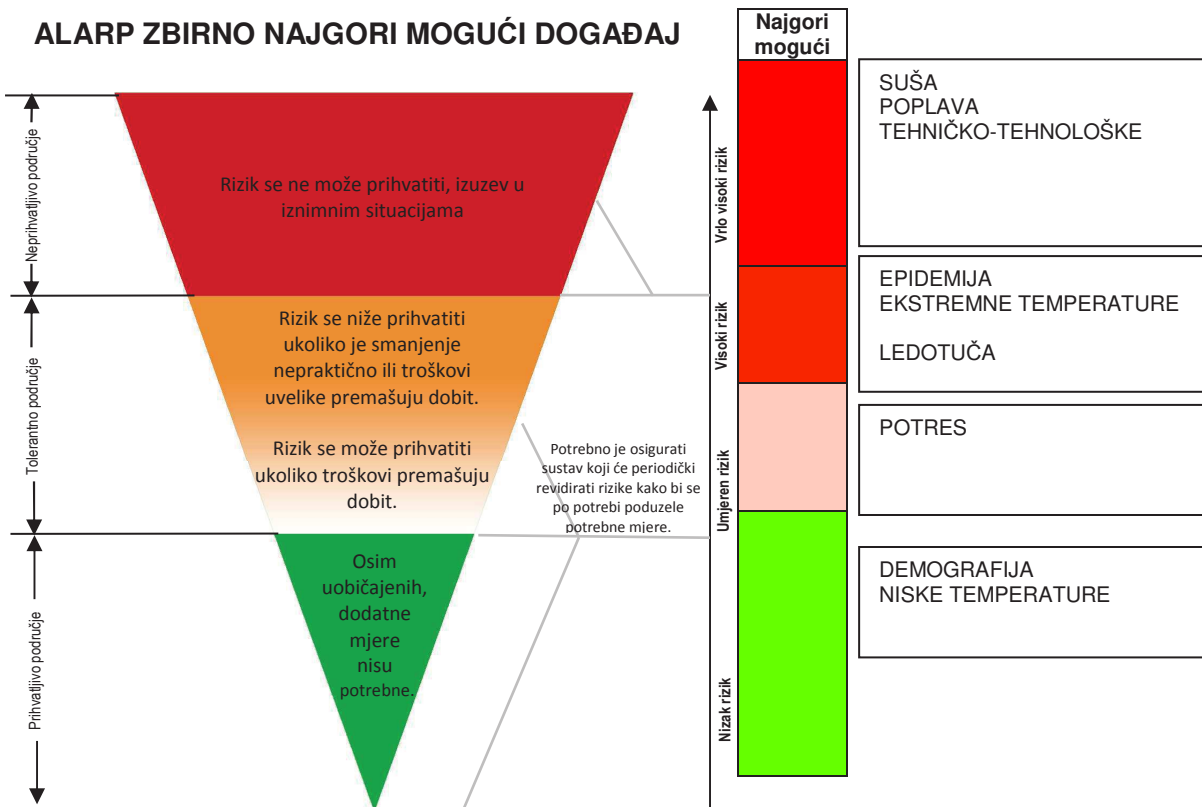 ALARP ZBIRNO NAJGORI MOGUĆI DOGAĐAJ
Najgori
mogući
Neprihvatljivo područje
Tolerantno područje
Prihvatljivo područje
Rizik se ne može prihvatiti, izuzev u
iznimnim situacijama
Rizik se niže prihvatiti
ukoliko je smanjenje
nepraktično ili troškovi
uvelike premašuju dobit.
Rizik se može prihvatiti
ukoliko troškovi premašuju
dobit.
Osim
uobičajenih,
dodatne
mjere
nisu
potrebne.
Potrebno je osigurati
sustav koji će periodički
revidirati rizike kako bi se
po potrebi poduzele
potrebne mjere.
Vrlo visoki rizik
Visoki rizik
Umjeren rizik
Nizak rizik
SUŠA
POPLAVA
TEHNIČKO-TEHNOLOŠKE
EPIDEMIJA
EKSTREMNE TEMPERATURE
LEDOTUČA
POTRES
DEMOGRAFIJA
NISKE TEMPERATURE